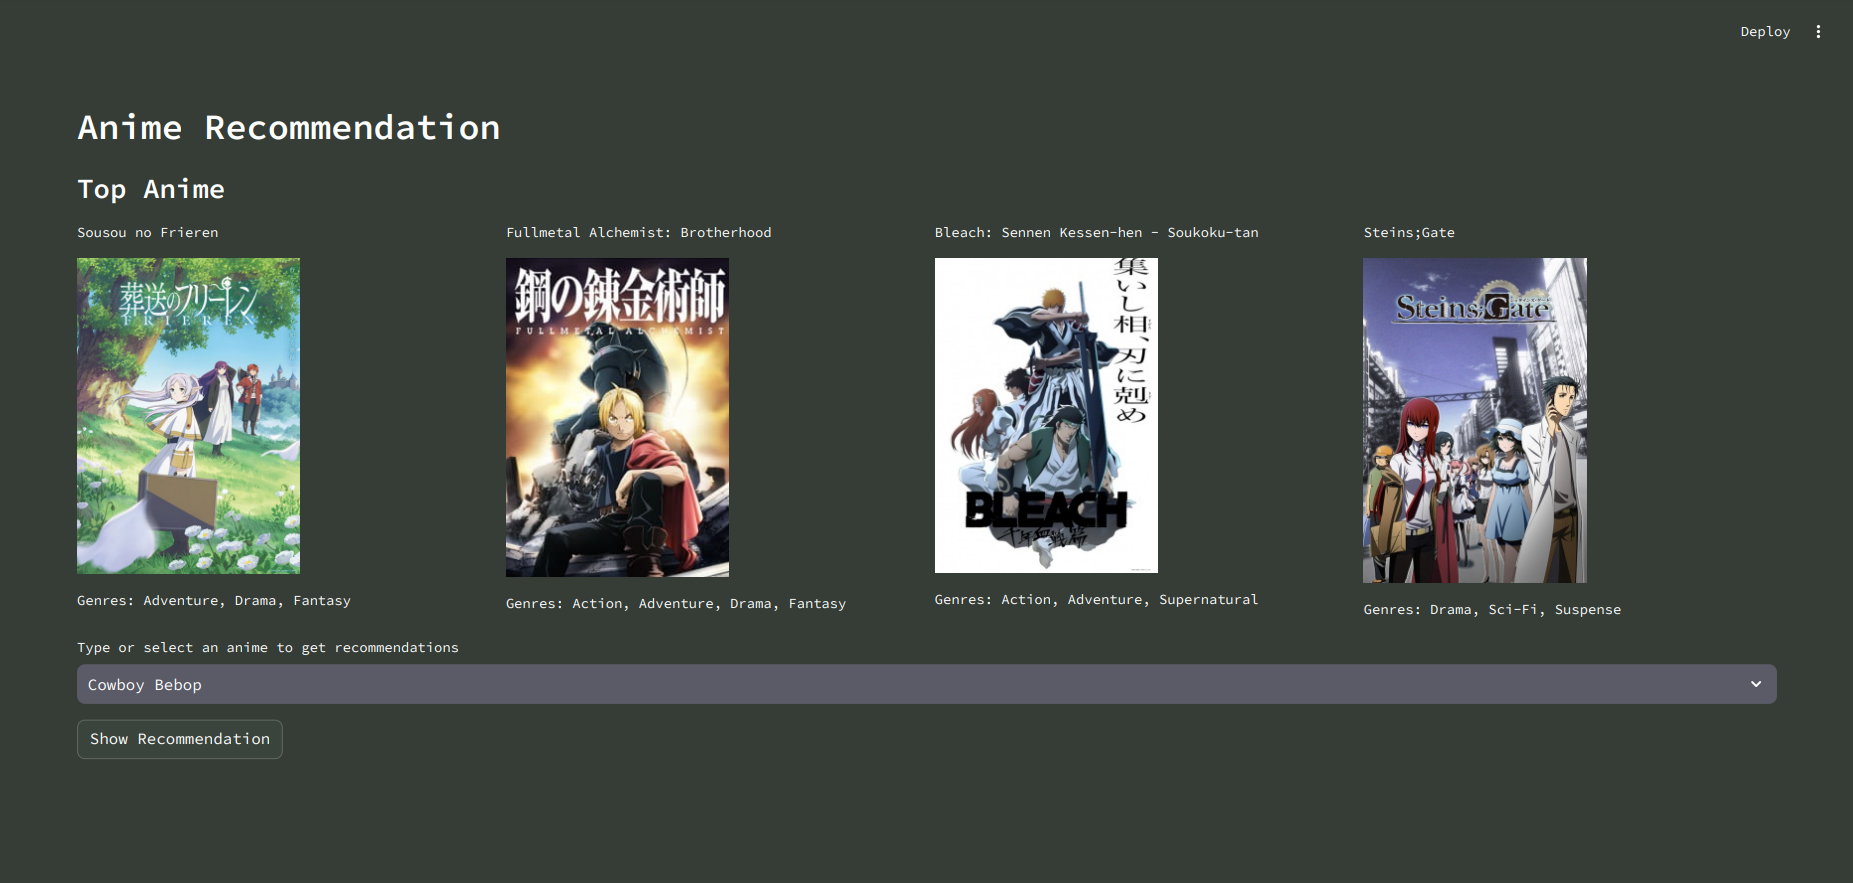 Deploy
Anime Recommendation
Top Anime
Sousou no Frieren
Fullmetal Alchemist: Brotherhood
Bleach: Sennen Kessen-hen - Soukoku-tan
Steins;Gate
葬送のフリーレン
FRIEREN
鋼の錬金術師
FULLMETAL ALCHEMIST
集いし相、刃に剋め
BLEACH
千年血戦篇
Steins;Gate
Genres: Adventure, Drama, Fantasy
Genres: Action, Adventure, Drama, Fantasy
Genres: Action, Adventure, Supernatural
Genres: Drama, Sci-Fi, Suspense
Type or select an anime to get recommendations
Cowboy Bebop
Show Recommendation